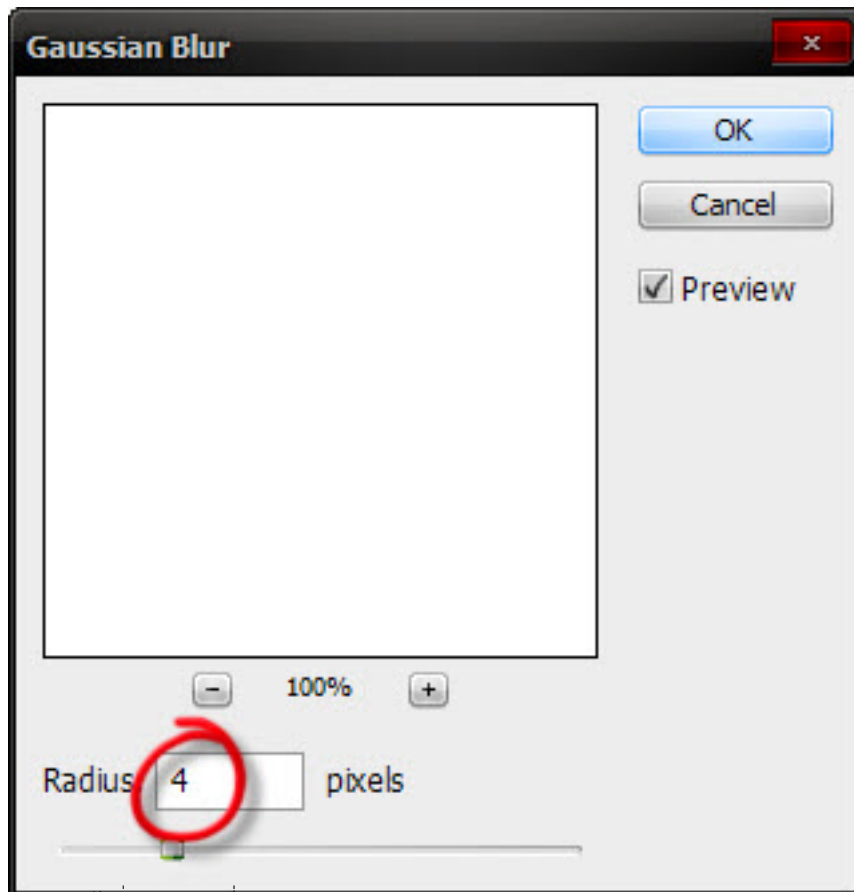 Gaussian Blur
OK
Cancel
Preview
- 100% +
Radius 4 pixels